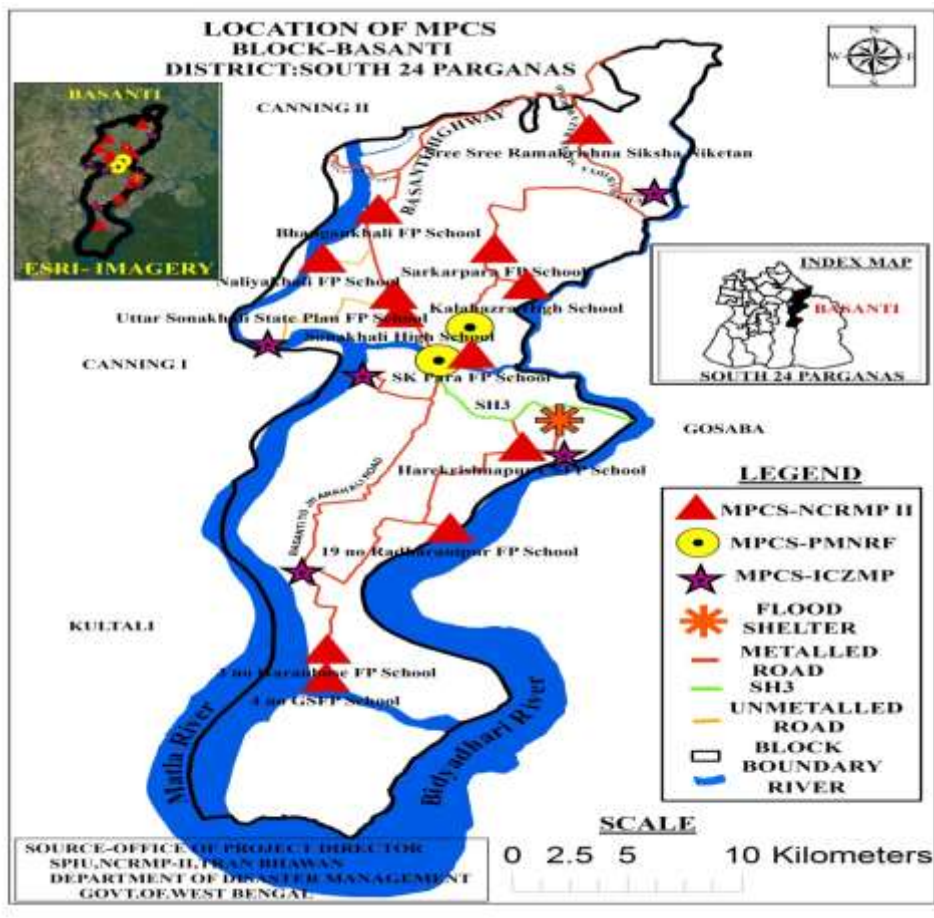 LOCATION OF MPCS
BLOCK-BASANTI
DISTRICT:SOUTH 24 PARGANAS
N
W
E
S
BASANTI
ESRI- IMAGERY
CANNING II
BASANTI HIGHWAY
Sree Sree Ramakrishna Siksha Niketan
Bhangankhali FP School
Naliyakhali FP School
Sarkarpara FP School
Kalahazra High School
Uttar Sonakhali State Plan FP School
Sonakhali High School
CANNING I
SK Para FP School
SH3
INDEX MAP
BASANTI
SOUTH 24 PARGANAS
GOSABA
Harekrishnapur School
BASANTI TO ROAD
19 no Radharanipur FP School
KULTALI
FP School
4 no GSFP School
Matla River
Bidyadhari River
LEGEND
MPCS-NCRMP II
MPCS-PMNRF
MPCS-ICZMP
FLOOD
SHELTER
METALLED
ROAD
SH3
UNMETALLED
ROAD
BLOCK
BOUNDARY
RIVER
SCALE
0 2.5 5 10 Kilometers
SOURCE-OFFICE OF PROJECT DIRECTOR
SPIU,NCRMP-II,TRAN BHAWAN
DEPARTMENT OF DISASTER MANAGEMENT
GOVT.OF.WEST BENGAL